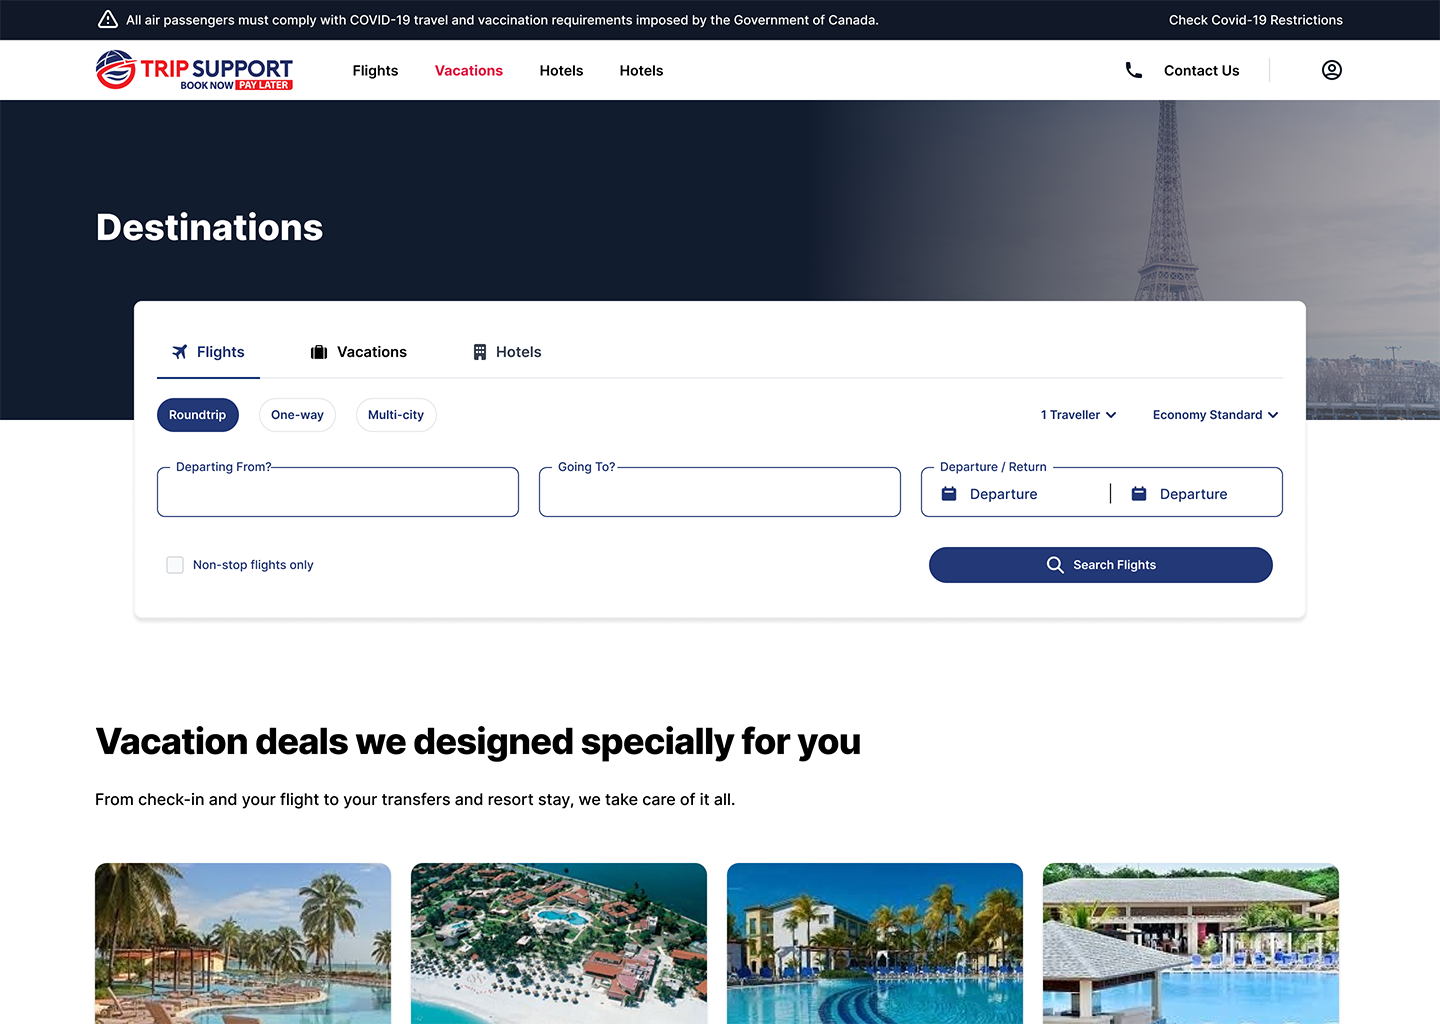 All air passengers must comply with COVID-19 travel and vaccination requirements imposed by the Government of Canada.
Check Covid-19 Restrictions
TRIP SUPPORT
BOOK NOW PAY LATER
Flights
Vacations
Hotels
Hotels
Contact Us
Destinations
Flights
Vacations
Hotels
Roundtrip
One-way
Multi-city
1 Traveller
Economy Standard
Departing From?
Going To?
Departure / Return
Departure
Departure
Non-stop flights only
Search Flights
Vacation deals we designed specially for you
From check-in and your flight to your transfers and resort stay, we take care of it all.